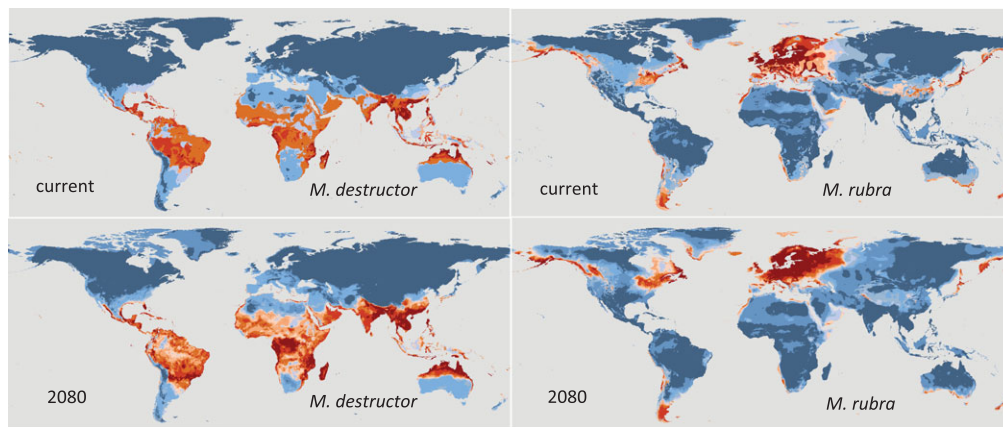 current
M. destructor
current
M. rubra
2080
M. destructor
2080
M. rubra